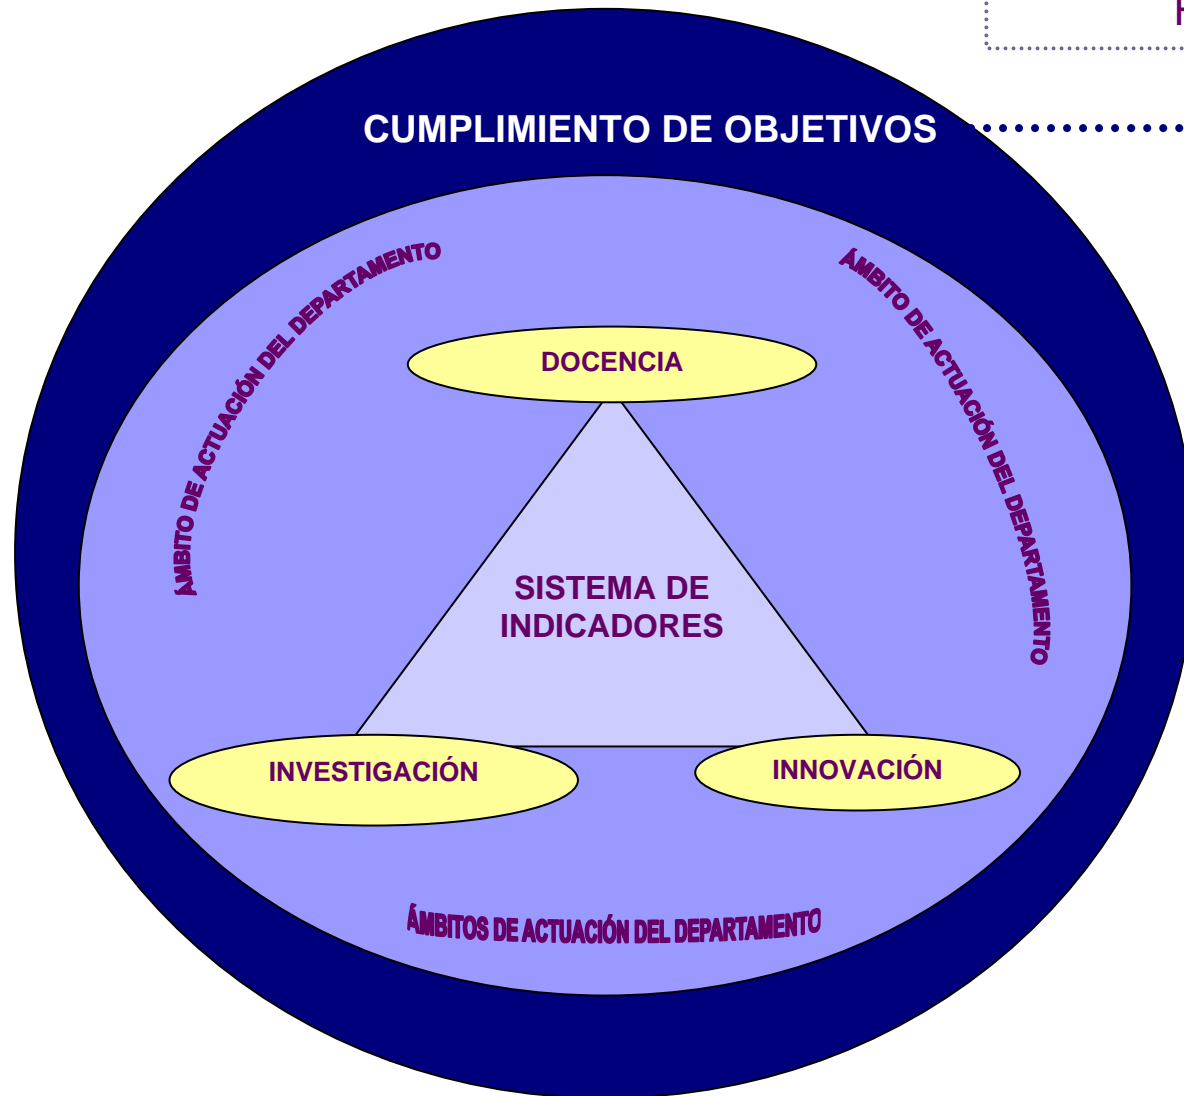 CUMPLIMIENTO DE OBJETIVOS
ÁMBITO DE ACTUACIÓN DEL DEPARTAMENTO
ÁMBITO DE ACTUACIÓN DEL DEPARTAMENTO
DOCENCIA
SISTEMA DE
INDICADORES
INVESTIGACIÓN
INNOVACIÓN
ÁMBITOS DE ACTUACIÓN DEL DEPARTAMENTO